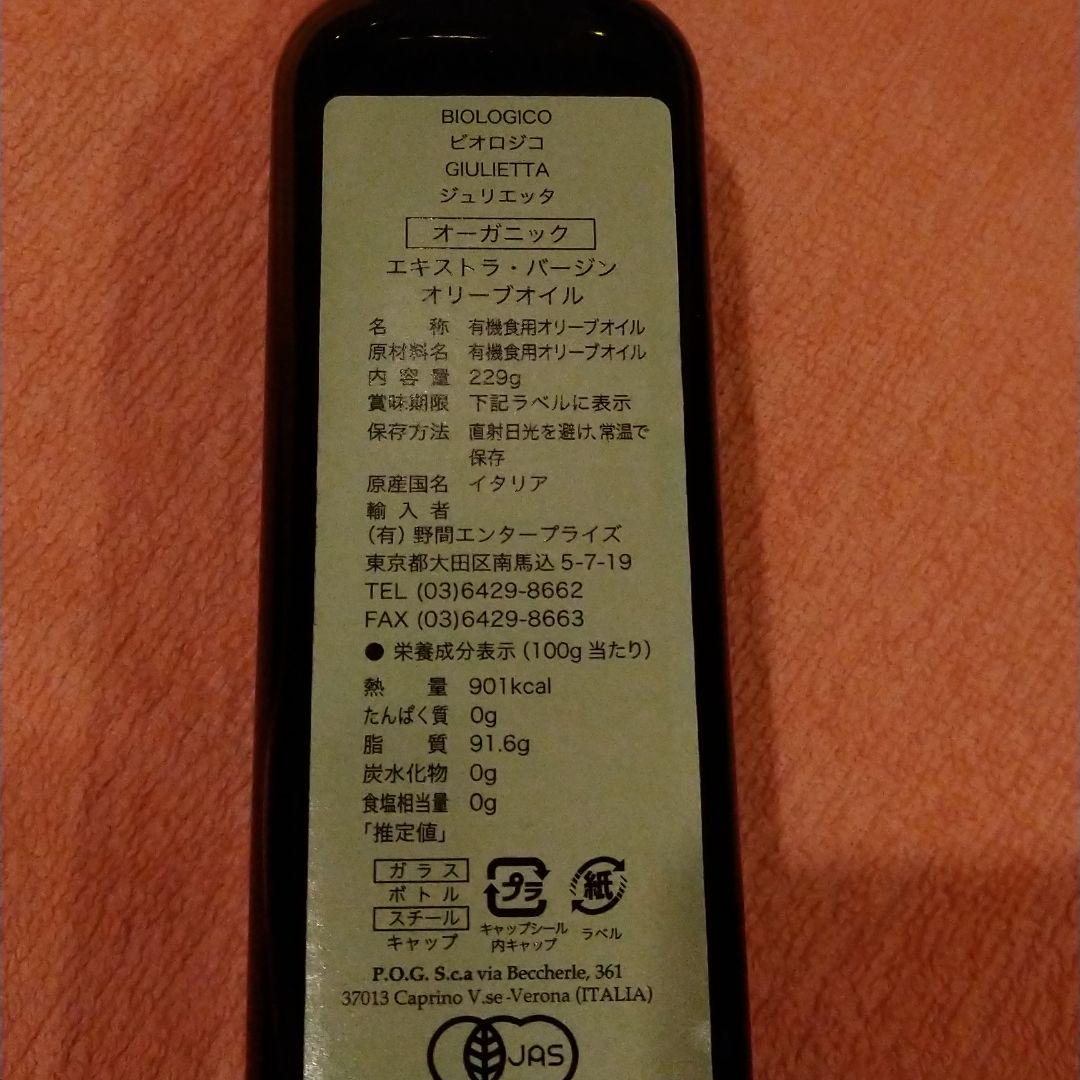 BIOLOGICO
ビオロジコ
GIULIETTA
ジュリエッタ
オーガニック
エキストラ・バージン
オリーブオイル
名 称 有機食用オリーブオイル
原材料名 有機食用オリーブオイル
内容量 229g
賞味期限 下記ラベルに表示
保存方法 直射日光を避け、常温で
保存
原産国名 イタリア
輸入者
(有) 野間エンタープライズ
東京都大田区南馬込 5-7-19
TEL (03)6429-8662
FAX (03)6429-8663
● 栄養成分表示 (100g 当たり)
熱 量 901kcal
たんぱく質 0g
脂 質 91.6g
炭水化物 0g
食塩相当量 0g
「推定値」
ガラス
ボトル
スチール
キャップ
プラ
キャップシール
内キャップ
紙
ラベル
P.O.G. S.c.a via Beccherle, 361
37013 Caprino V.se -Verona (ITALIA)
JAS